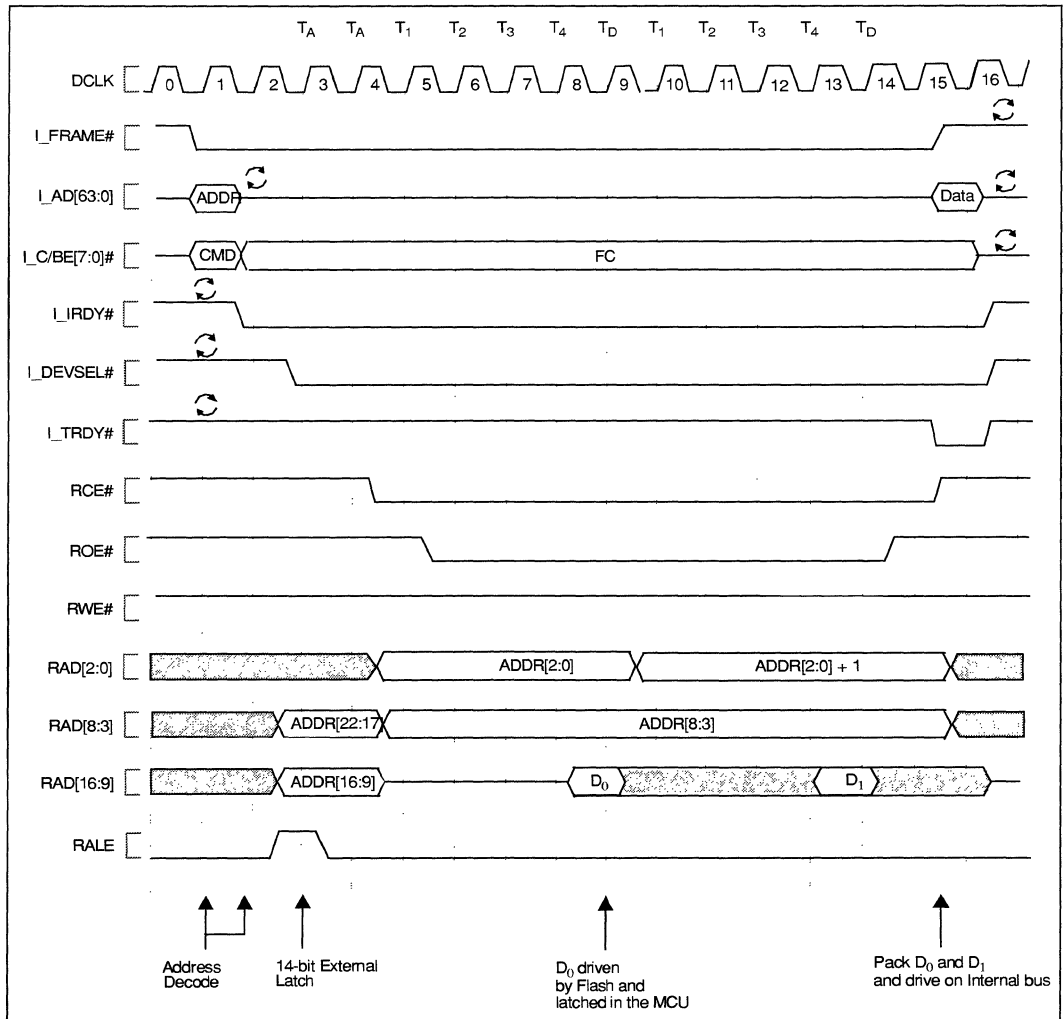 TA TA T1 T2 T3 T4 TD T1 T2 T3 T4 TD
DCLK 0 1 2 3 4 5 6 7 8 9 10 11 12 13 14 15 16
I_FRAME#
I_AD[63:0] ADDR Data
I_C/BE[7:0]# CMD FC
I_IRDY#
I_DEVSEL#
I_TRDY#
RCE#
ROE#
RWE#
RAD[2:0] ADDR[2:0] ADDR[2:0] + 1
RAD[8:3] ADDR[22:17] ADDR[8:3]
RAD[16:9] ADDR[16:9] D0 D1
RALE
Address
Decode
14-bit External
Latch
D0 driven
by Flash and
latched in the MCU
Pack D0 and D1
and drive on Internal bus